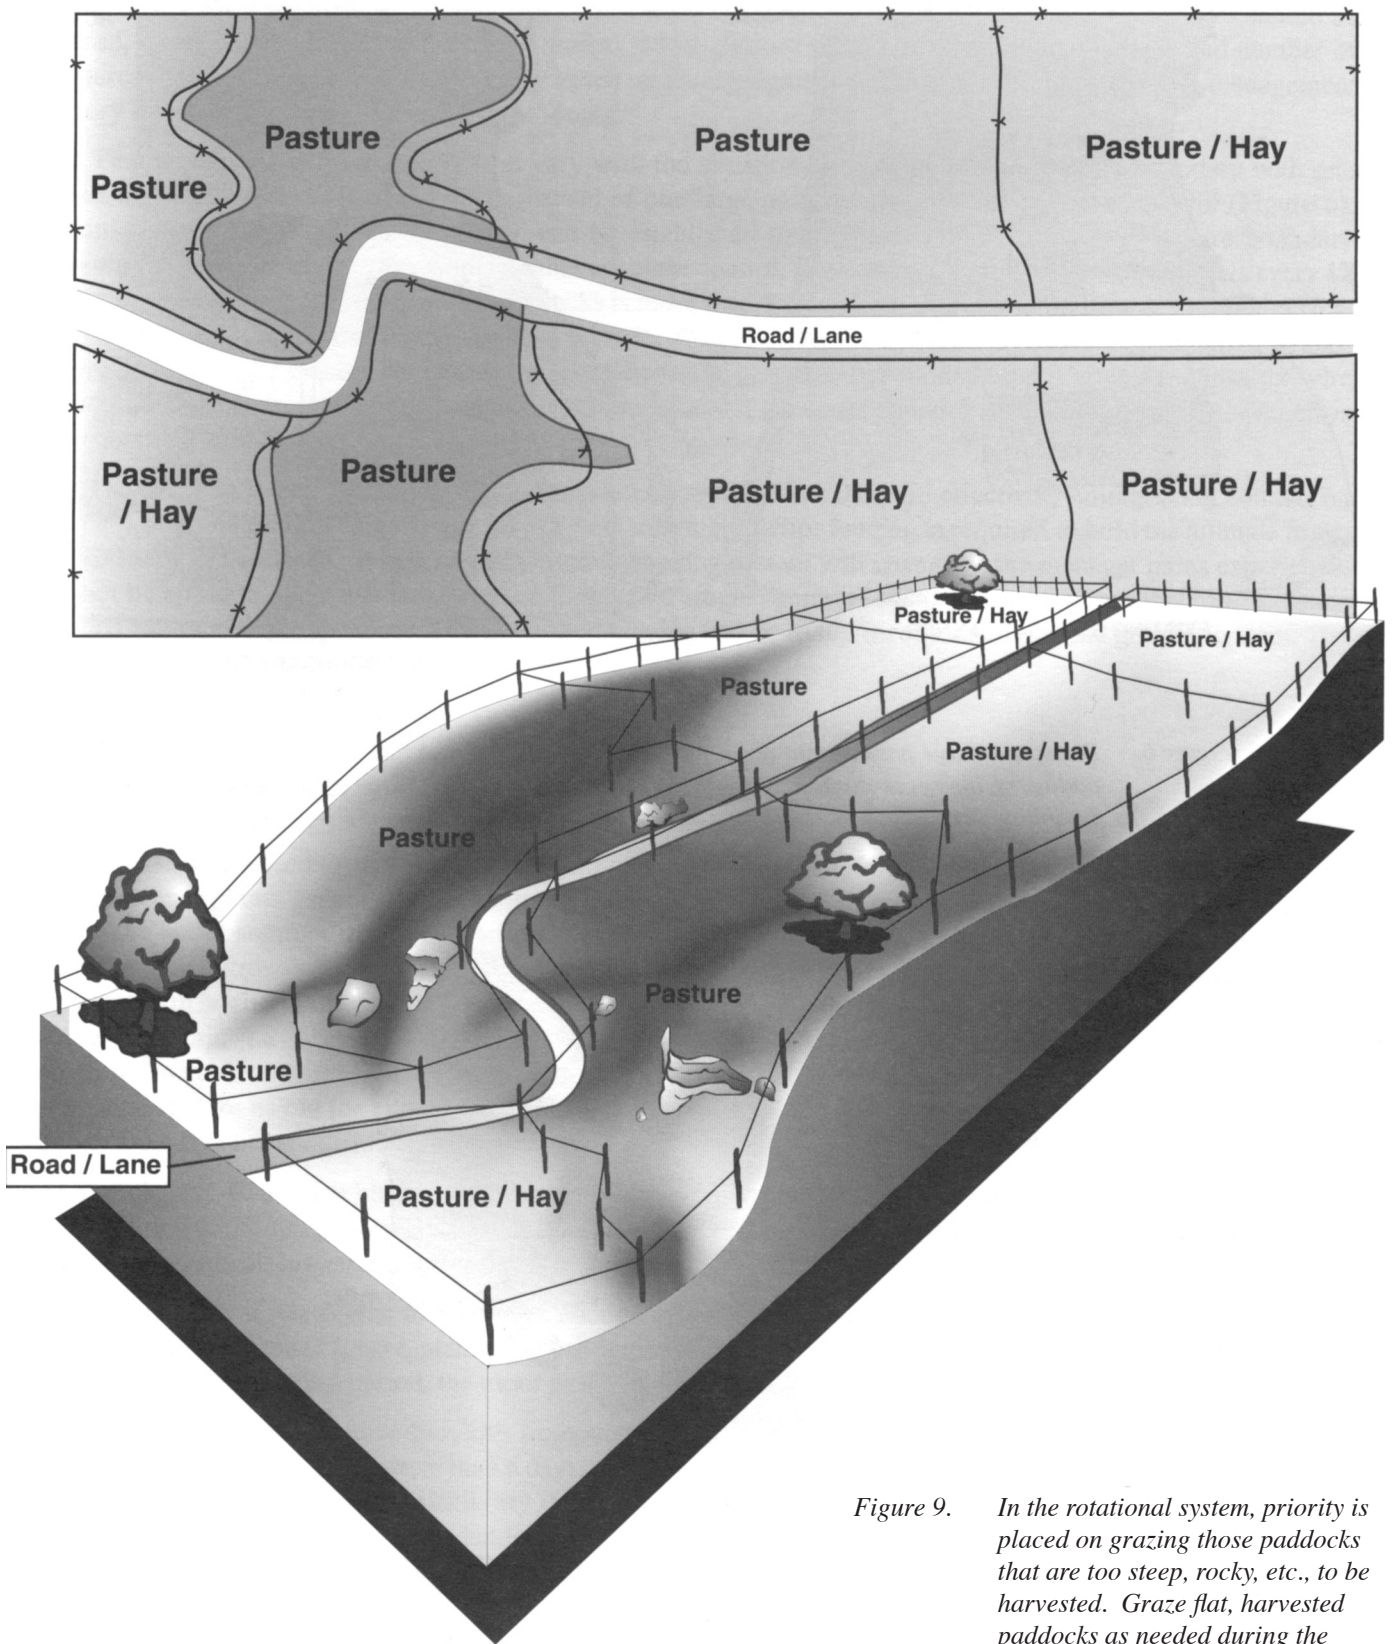 Pasture
Pasture
Pasture
Pasture / Hay
Road / Lane
Pasture
/ Hay
Pasture
Pasture / Hay
Pasture / Hay
Pasture / Hay
Pasture / Hay
Pasture
Pasture / Hay
Pasture
Pasture
Pasture
Road / Lane
Pasture / Hay
Figure 9. In the rotational system, priority is
placed on grazing those paddocks
that are too steep, rocky, etc., to be
harvested. Graze flat, harvested
paddocks as needed during the